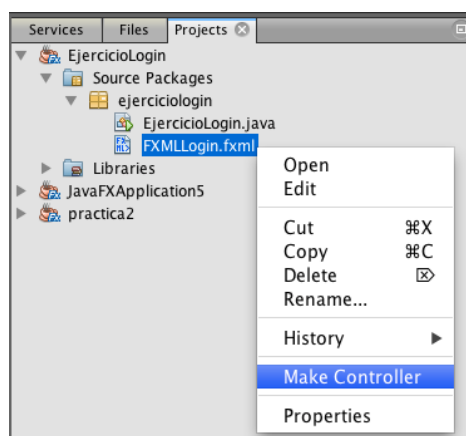 Services Files Projects
EjercicioLogin
Source Packages
ejerciciologin
EjercicioLogin.java
FXMLLogin.fxml
Libraries
JavaFXApplication5
practica2
Open
Edit
Cut ⌘X
Copy ⌘C
Delete ⌦
Rename...
History ▶
Make Controller
Properties